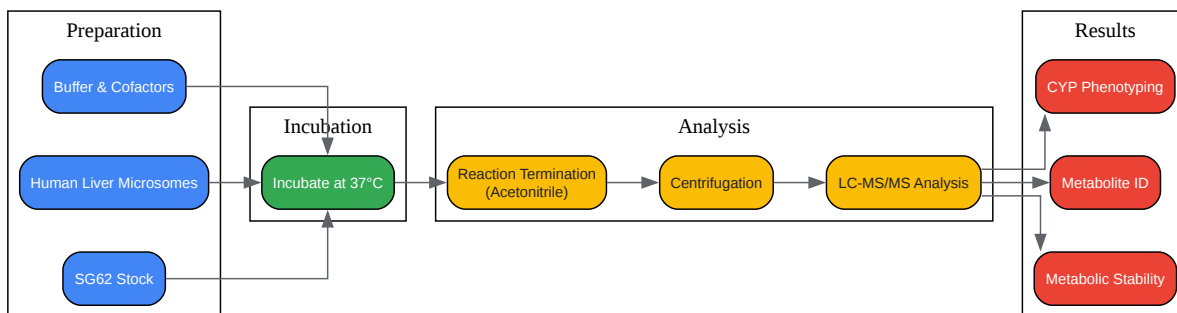 Preparation
Buffer & Cofactors
Human Liver Microsomes
SG62 Stock
Incubation
Incubate at 37°C
Analysis
Reaction Termination
(Acetonitrile)
Centrifugation
LC-MS/MS Analysis
Results
CYP Phenotyping
Metabolite ID
Metabolic Stability